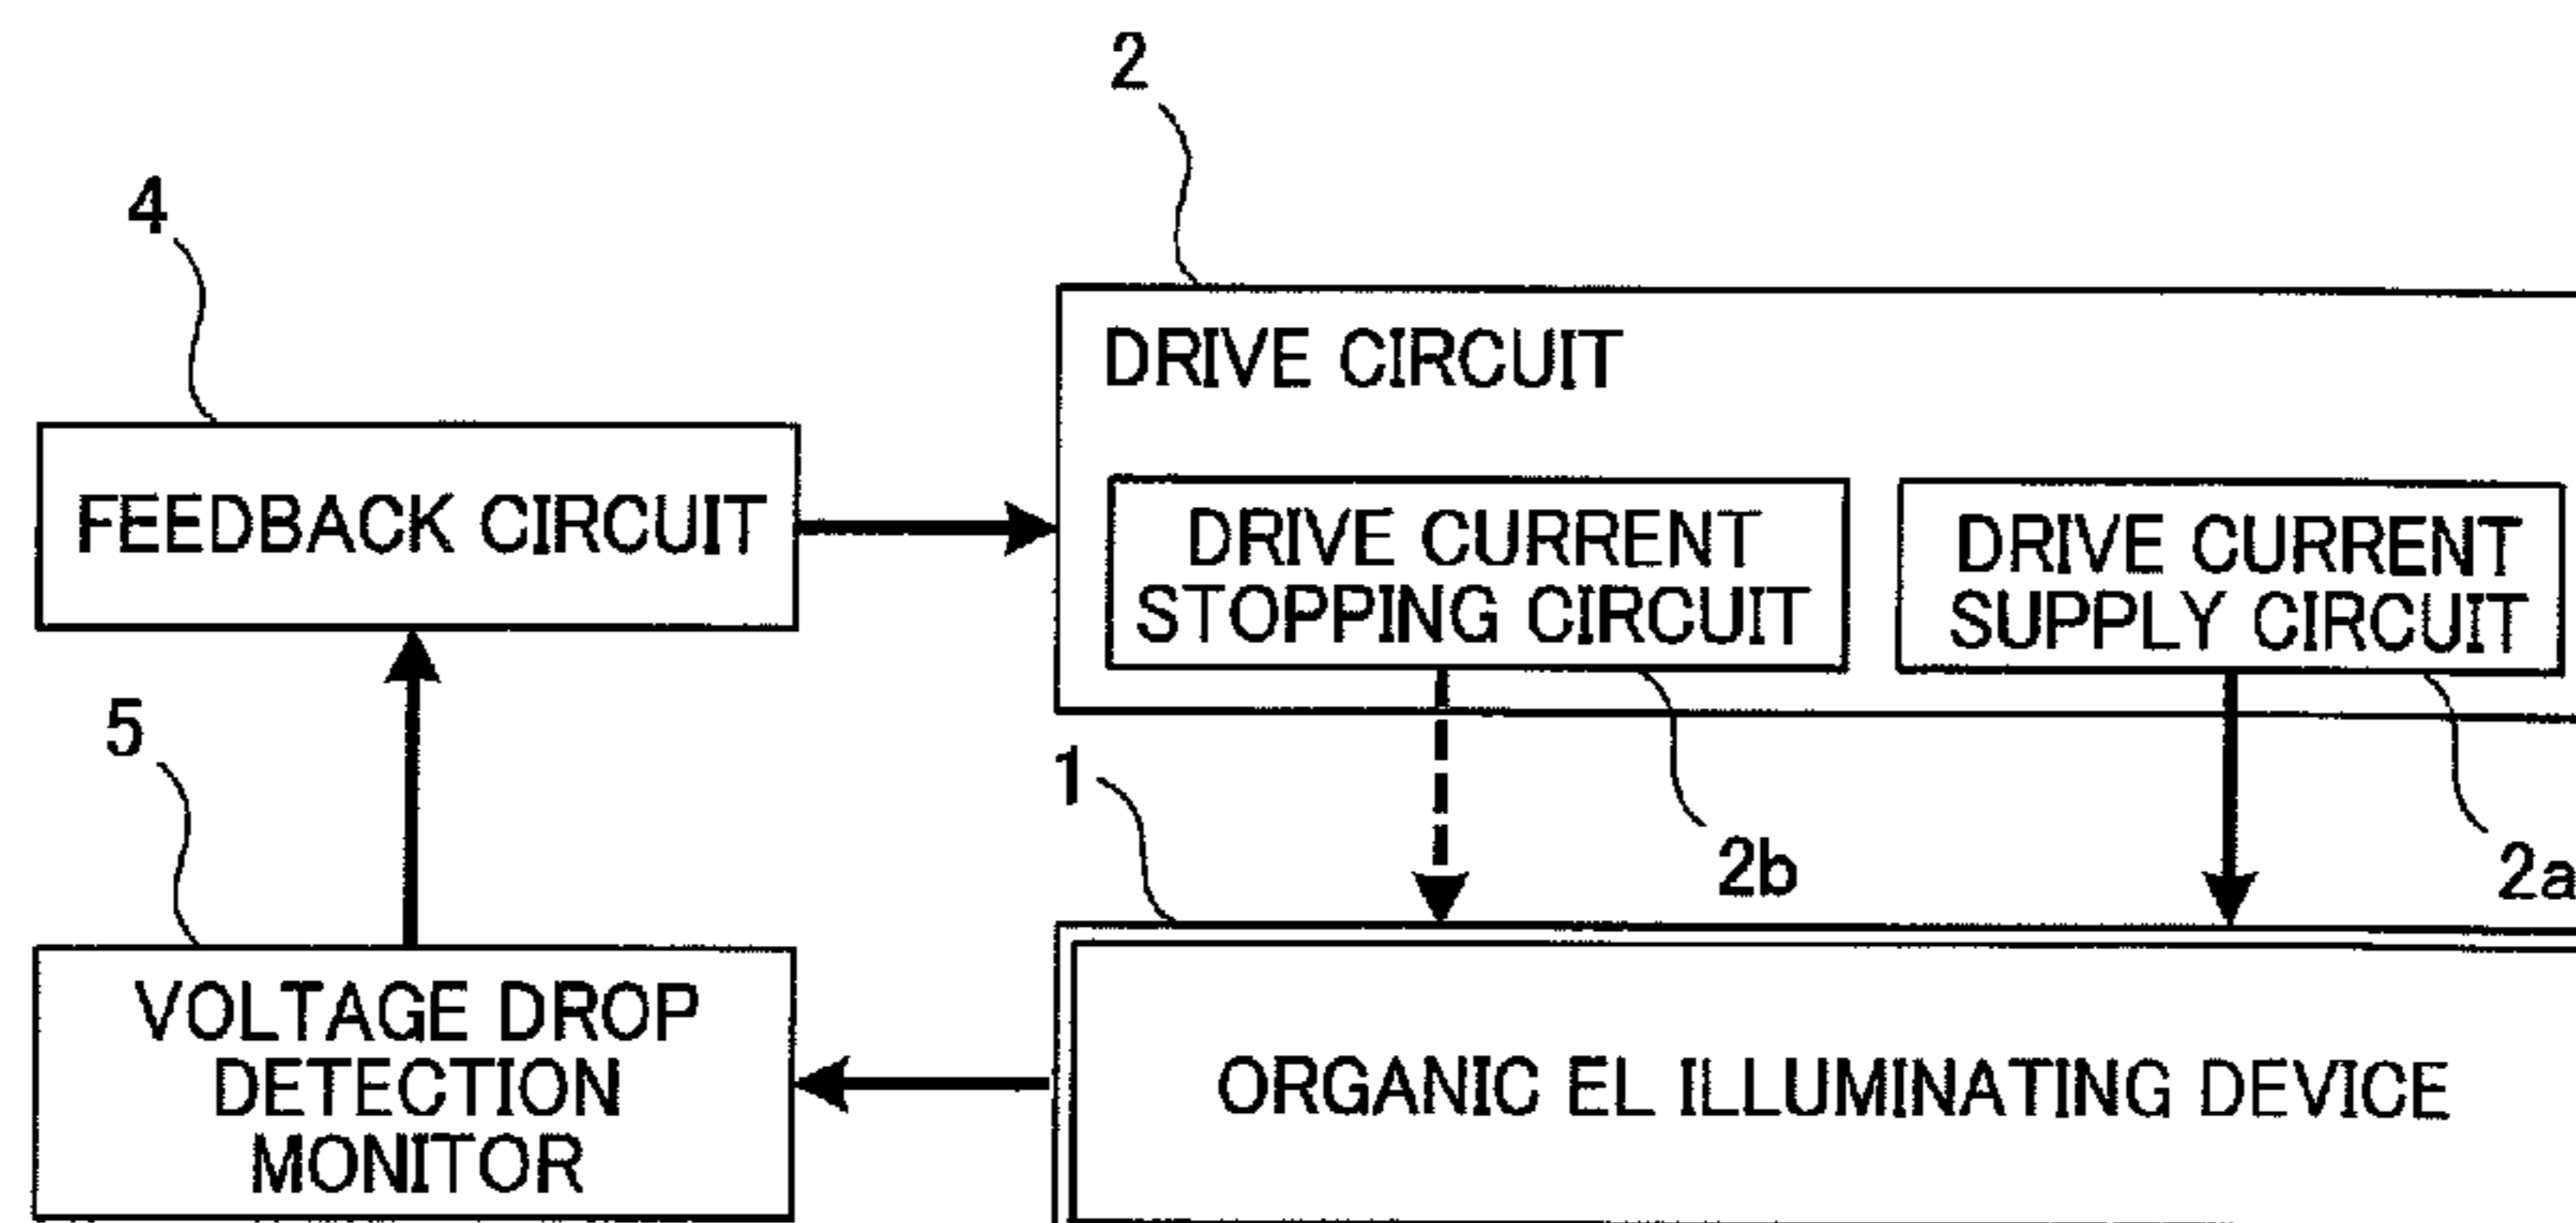 2
4
DRIVE CIRCUIT
FEEDBACK CIRCUIT
DRIVE CURRENT
STOPPING CIRCUIT
DRIVE CURRENT
SUPPLY CIRCUIT
5
1
2b
2a
VOLTAGE DROP
DETECTION
MONITOR
ORGANIC EL ILLUMINATING DEVICE